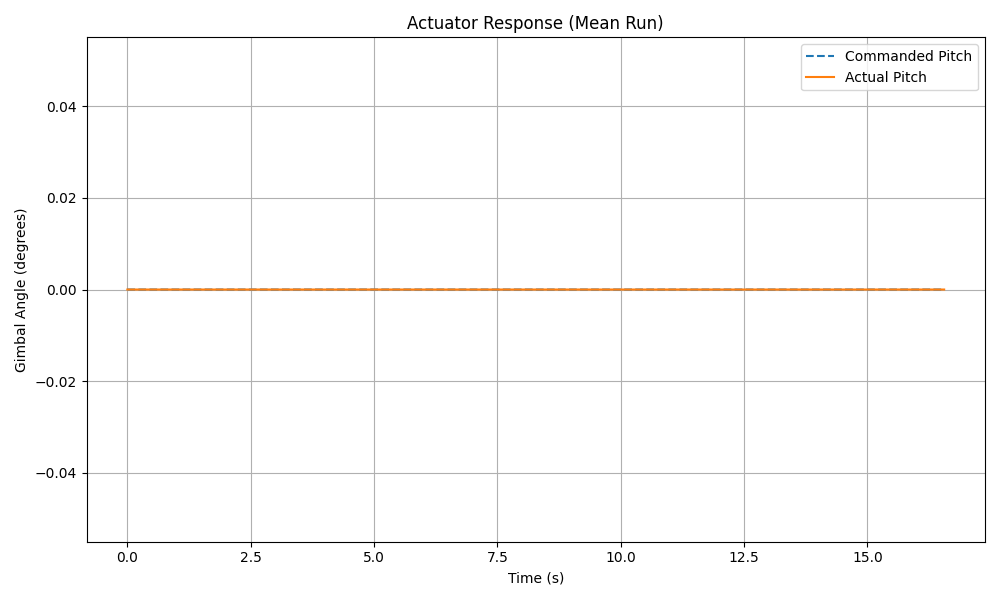 Actuator Response (Mean Run)
Commanded Pitch
Actual Pitch
Gimbal Angle (degrees)
0.04
0.02
0.00
−0.02
−0.04
0.0 2.5 5.0 7.5 10.0 12.5 15.0
Time (s)